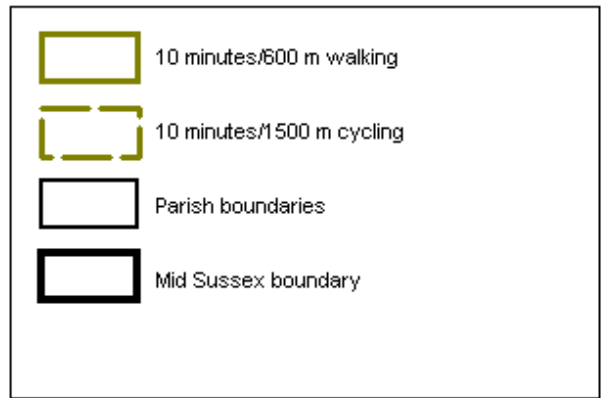 10 minutes/600 m walking
10 minutes/1500 m cycling
Parish boundaries
Mid Sussex boundary